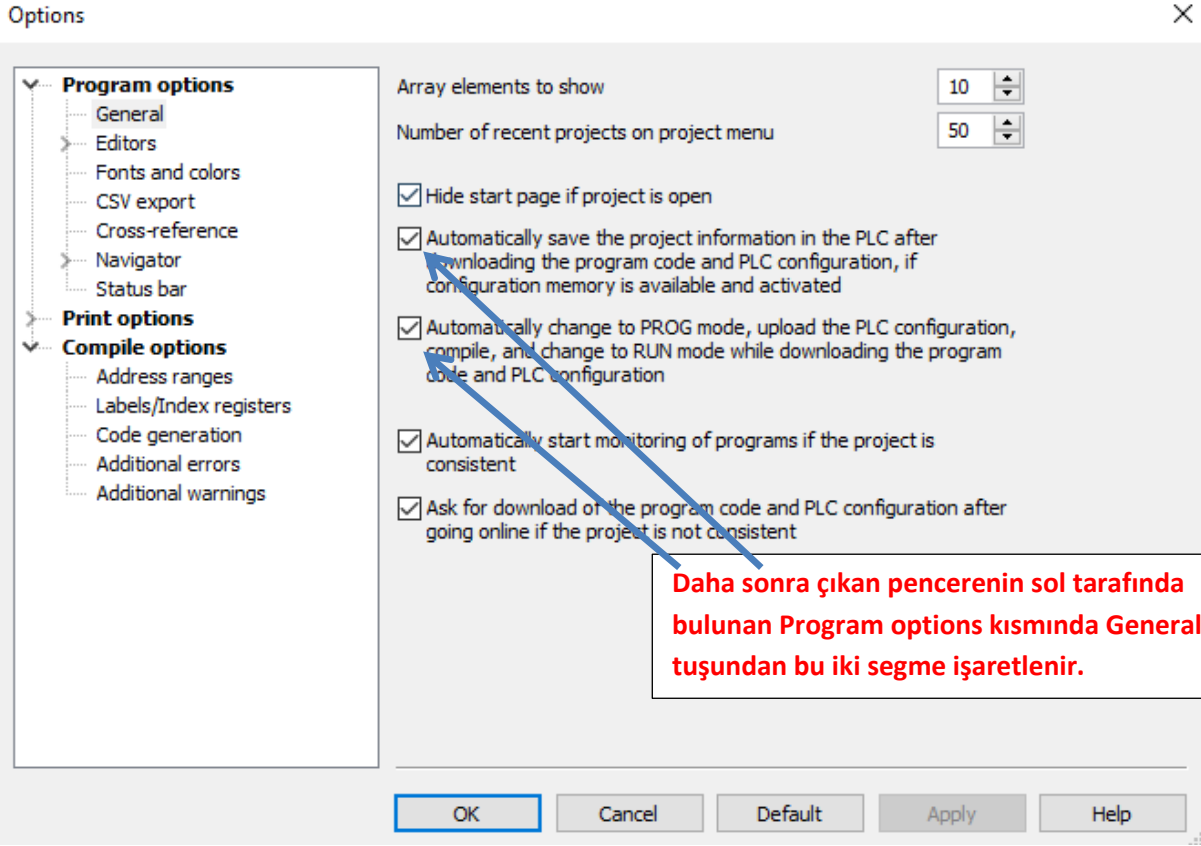 Options
Program options
General
Editors
Fonts and colors
CSV export
Cross-reference
Navigator
Status bar
Print options
Compile options
Address ranges
Labels/Index registers
Code generation
Additional errors
Additional warnings
Array elements to show 10
Number of recent projects on project menu 50
Hide start page if project is open
Automatically save the project information in the PLC after
downloading the program code and PLC configuration, if
configuration memory is available and activated
Automatically change to PROG mode, upload the PLC configuration,
compile, and change to RUN mode while downloading the program
code and PLC configuration
Automatically start monitoring of programs if the project is
consistent
Ask for download of the program code and PLC configuration after
going online if the project is not consistent
Daha sonra çıkan pencerenin sol tarafında
bulunan Program options kısmında General
tuşundan bu iki segme işaretlenir.
OK Cancel Default Apply Help